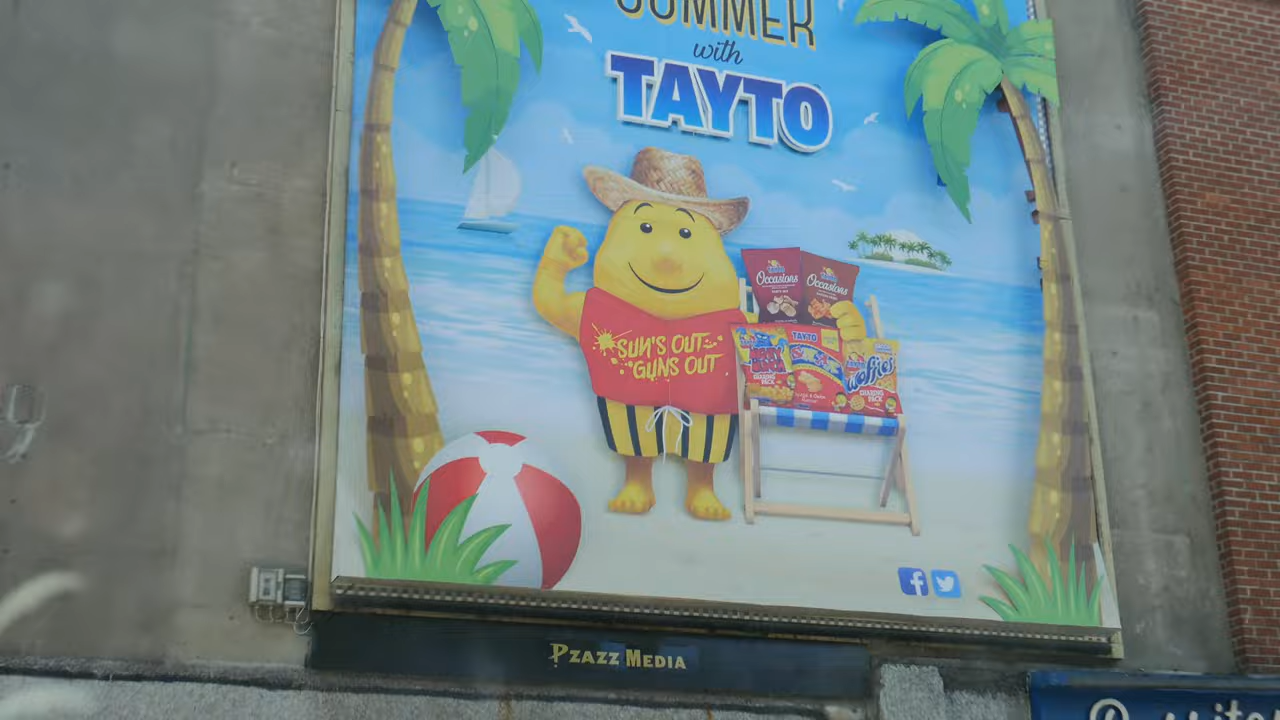 SUMMER
with
TAYTO
SUN'S OUT
GUNS OUT
Occasions
Occasions
TAYTO
SHARING
PACK
Waffles
SHARING
PACK
PZAZZ MEDIA